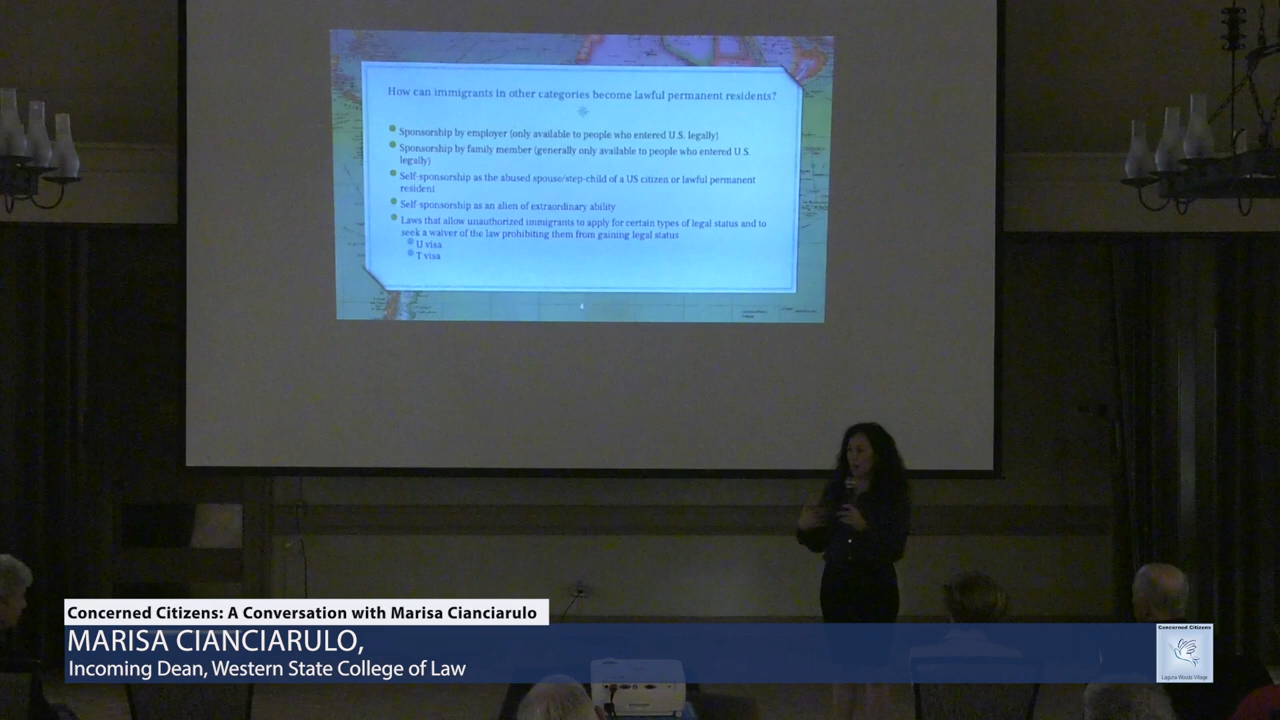 How can immigrants in other categories become lawful permanent residents?
Sponsorship by employer (only available to people who entered U.S. legally)
Sponsorship by family member (generally only available to people who entered U.S.
legally)
Self-sponsorship as the abused spouse/step-child of a US citizen or lawful permanent
resident
Self-sponsorship as an alien of extraordinary ability
Laws that allow unauthorized immigrants to apply for certain types of legal status and to
seek a waiver of the law prohibiting them from gaining legal status
U visa
T visa
Concerned Citizens: A Conversation with Marisa Cianciarulo
MARISA CIANCIARULO,
Incoming Dean, Western State College of Law
Concerned Citizens
Laguna Woods Village